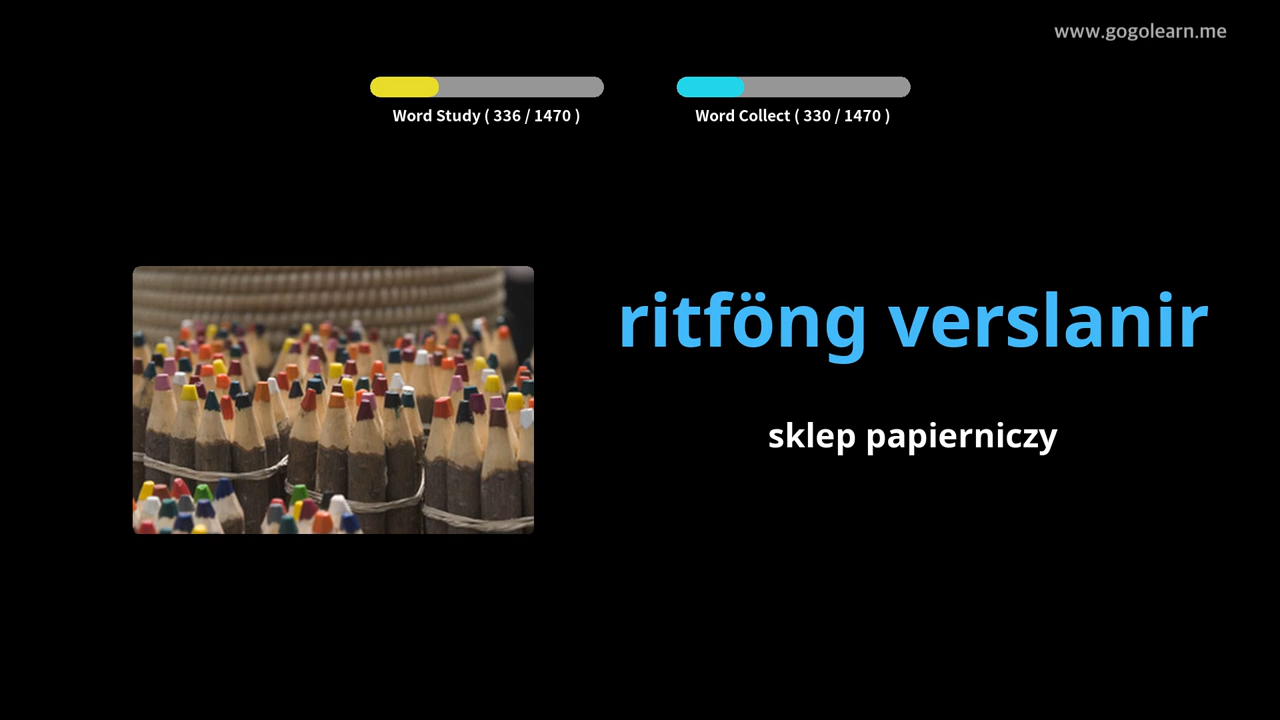 www.gogolearn.me
Word Study ( 336 / 1470 )
Word Collect ( 330 / 1470 )
ritföng verslanir
sklep papierniczy